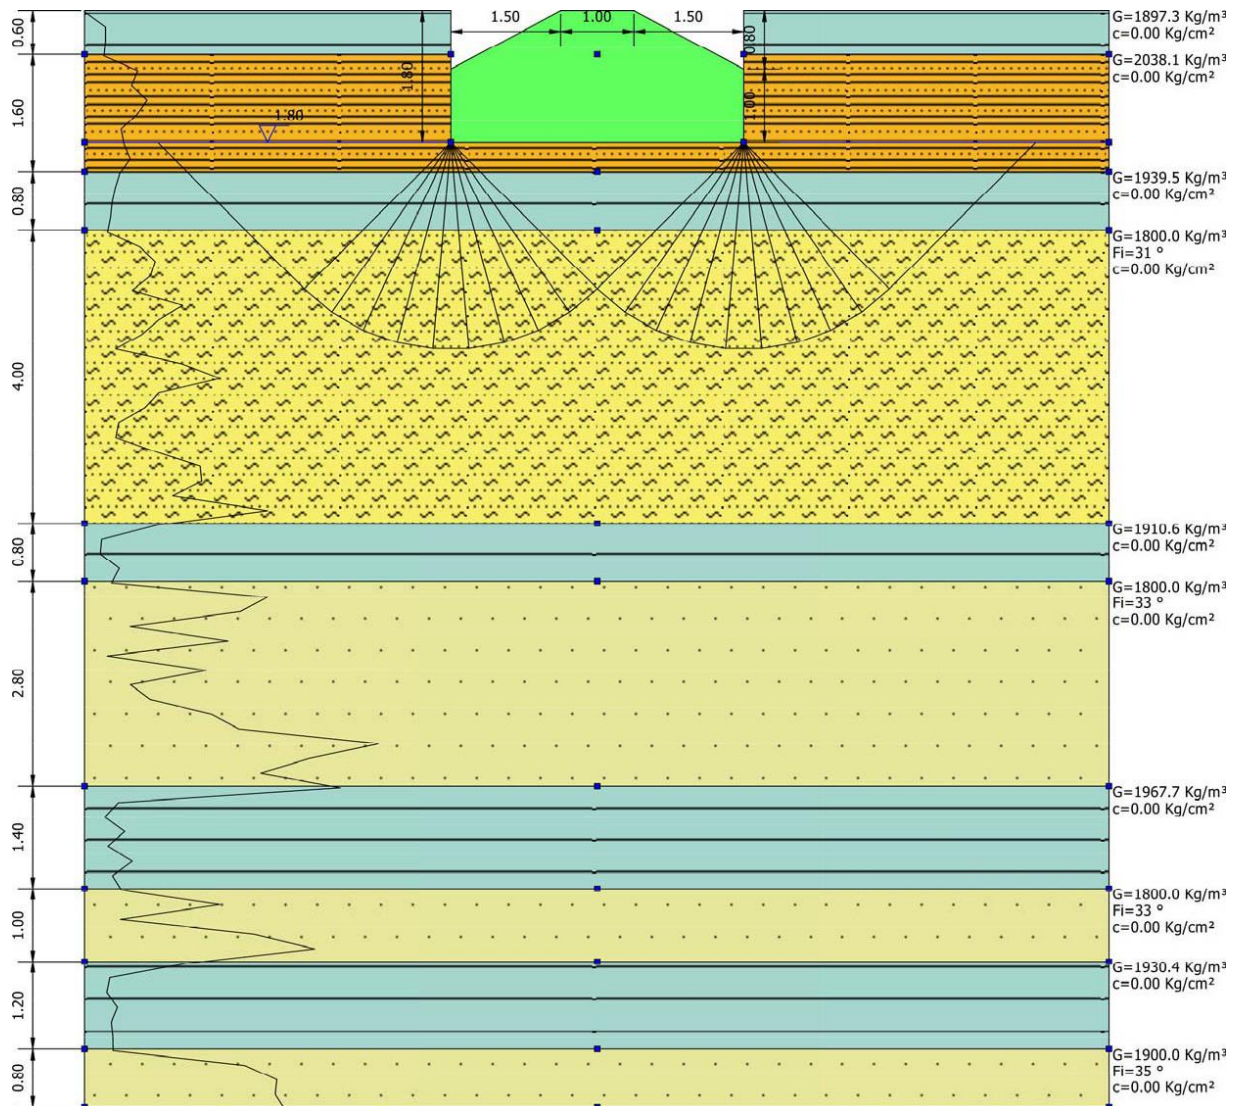 0.60
1.60
0.80
4.00
0.80
2.80
1.40
1.00
1.20
0.80
1.50
1.00
1.50
1.80
0.80
1.00
1.80
G=1897.3 Kg/m³
c=0.00 Kg/cm²
G=2038.1 Kg/m³
c=0.00 Kg/cm²
G=1939.5 Kg/m³
c=0.00 Kg/cm²
G=1800.0 Kg/m³
Fi=31 °
c=0.00 Kg/cm²
G=1910.6 Kg/m³
c=0.00 Kg/cm²
G=1800.0 Kg/m³
Fi=33 °
c=0.00 Kg/cm²
G=1967.7 Kg/m³
c=0.00 Kg/cm²
G=1800.0 Kg/m³
Fi=33 °
c=0.00 Kg/cm²
G=1930.4 Kg/m³
c=0.00 Kg/cm²
G=1900.0 Kg/m³
Fi=35 °
c=0.00 Kg/cm²